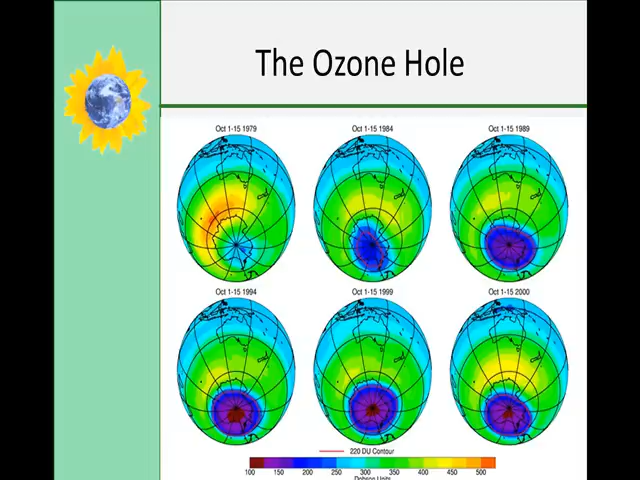 The Ozone Hole
Oct 1-15 1979
Oct 1-15 1984
Oct 1-15 1989
Oct 1-15 1994
Oct 1-15 1999
Oct 1-15 2000
220 DU Contour
100 150 200 250 300 350 400 450 500
Dobson Units